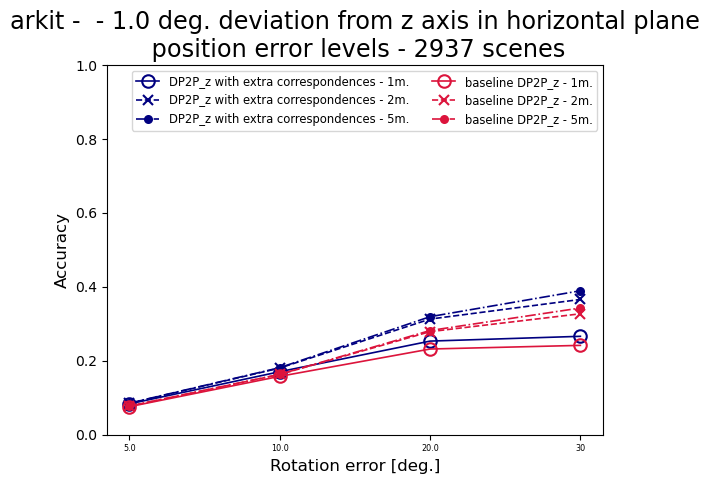 arkit -  - 1.0 deg. deviation from z axis in horizontal plane
position error levels - 2937 scenes
DP2P_z with extra correspondences - 1m.
DP2P_z with extra correspondences - 2m.
DP2P_z with extra correspondences - 5m.
baseline DP2P_z - 1m.
baseline DP2P_z - 2m.
baseline DP2P_z - 5m.
Accuracy
1.0
0.8
0.6
0.4
0.2
0.0
5.0
10.0
20.0
30
Rotation error [deg.]